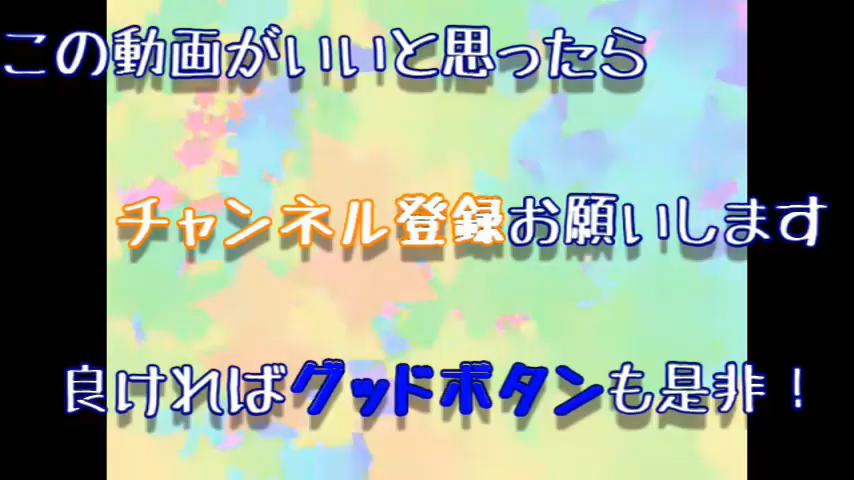 この動画がいいと思ったら
チャンネル登録お願いします
良ければグッドボタンも是非！